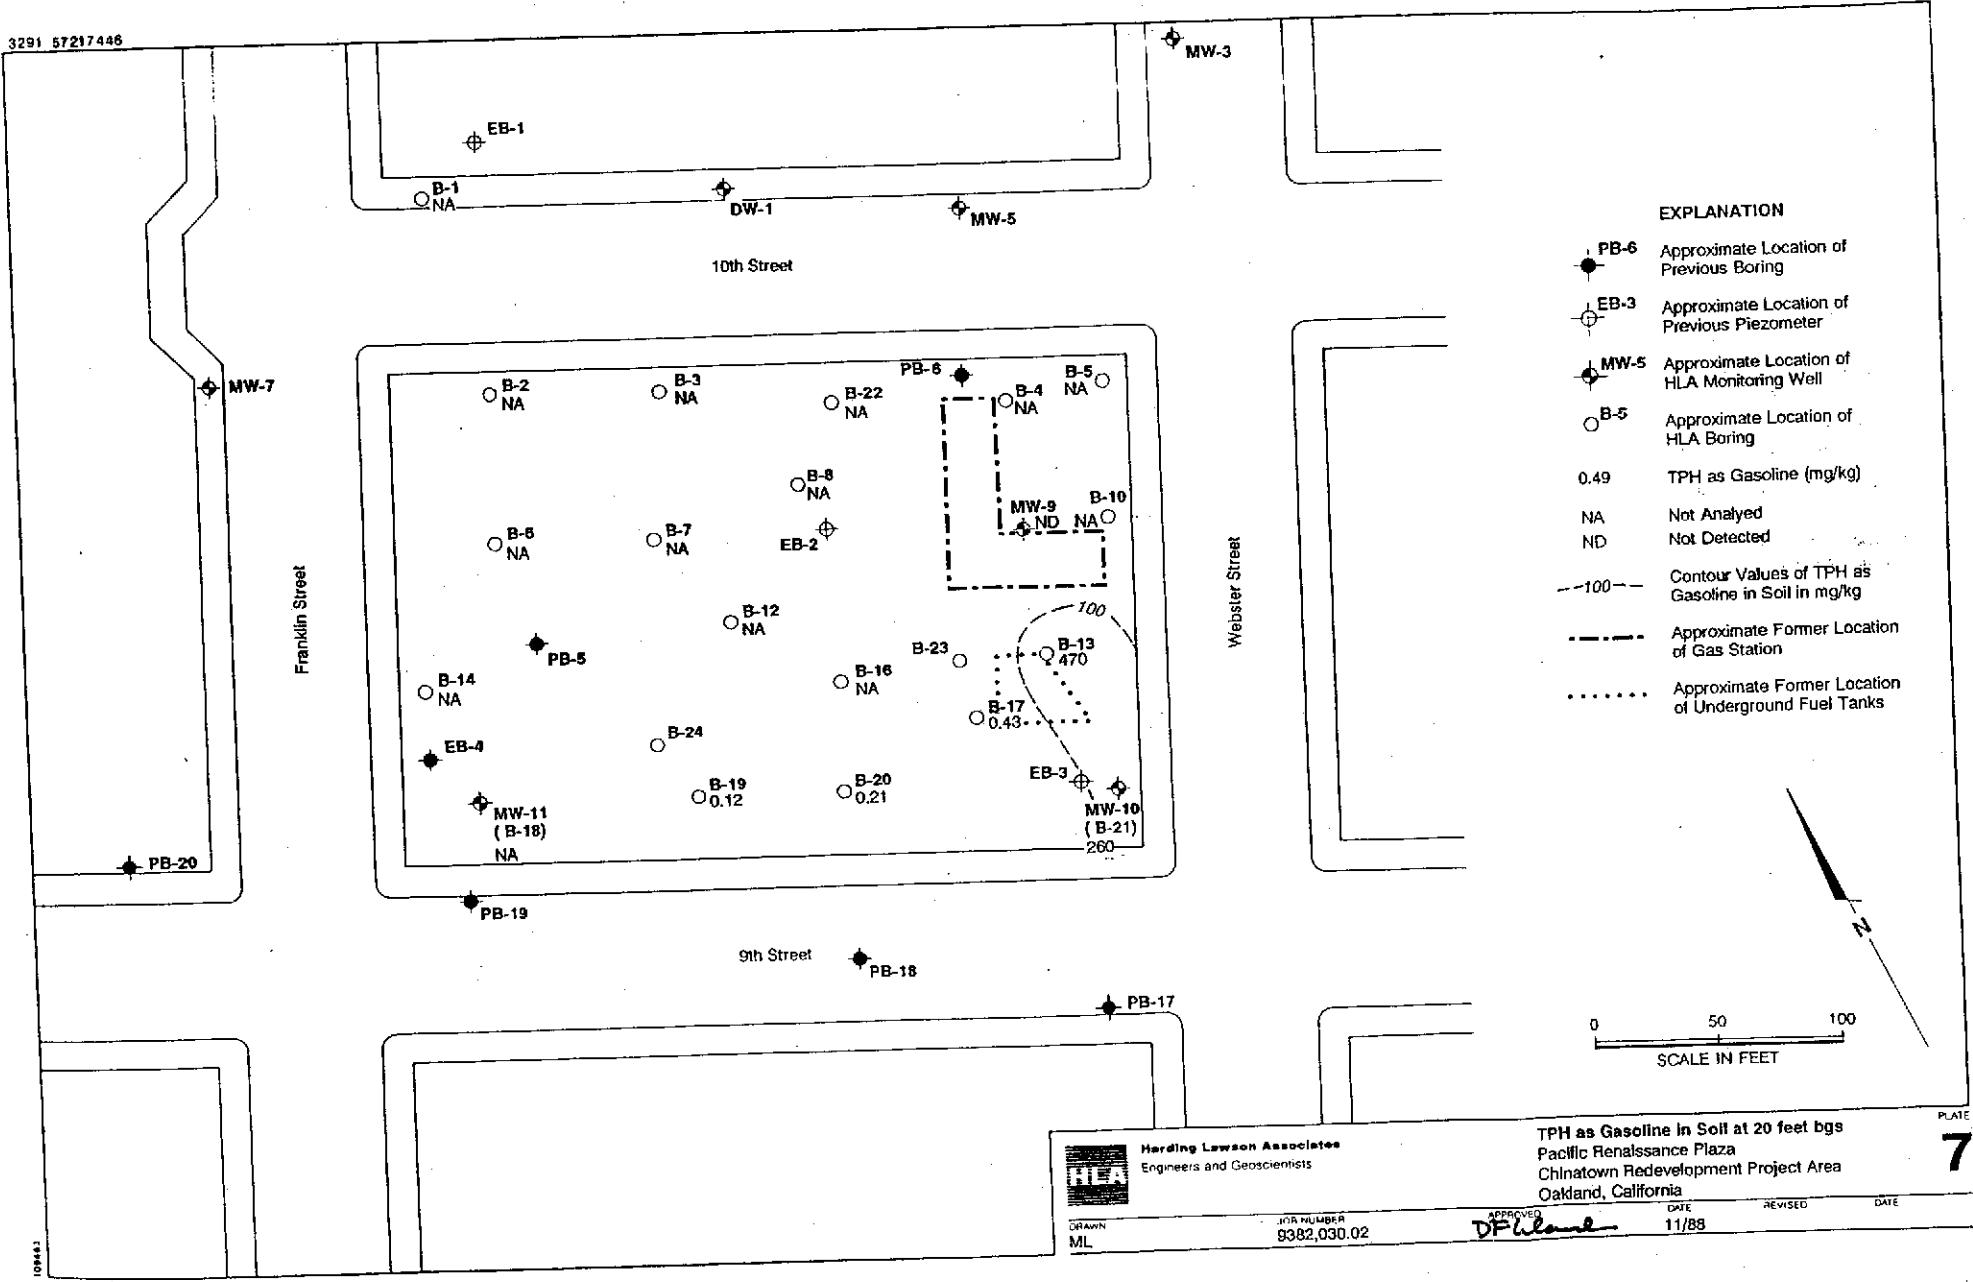 3291 57217446
MW-3
EB-1
B-1
NA
DW-1
MW-5
10th Street
EXPLANATION
PB-6 Approximate Location of
Previous Boring
EB-3 Approximate Location of
Previous Piezometer
MW-5 Approximate Location of
HLA Monitoring Well
B-5 Approximate Location of
HLA Boring
0.49 TPH as Gasoline (mg/kg)
NA Not Analyed
ND Not Detected
--100-- Contour Values of TPH as
Gasoline in Soil in mg/kg
Approximate Former Location
of Gas Station
Approximate Former Location
of Underground Fuel Tanks
MW-7
B-2
NA
B-3
NA
B-22
NA
PB-6
B-4
NA
B-5
NA
B-8
NA
MW-9
ND
B-10
NA
B-6
NA
B-7
NA
EB-2
Franklin Street
Webster Street
B-12
NA
100
PB-5
B-23
B-13
470
B-14
NA
B-16
NA
B-17
0.43
EB-4
B-24
B-19
0.12
B-20
0.21
EB-3
MW-10
(B-21)
260
MW-11
(B-18)
NA
PB-20
PB-19
9th Street
PB-18
PB-17
N
0 50 100
SCALE IN FEET
HLA
Harding Lawson Associates
Engineers and Geoscientists
TPH as Gasoline in Soil at 20 feet bgs
Pacific Renaissance Plaza
Chinatown Redevelopment Project Area
Oakland, California
PLATE
7
DRAWN
ML
JOB NUMBER
9382,030.02
APPROVED
DATE
11/88
REVISED
DATE